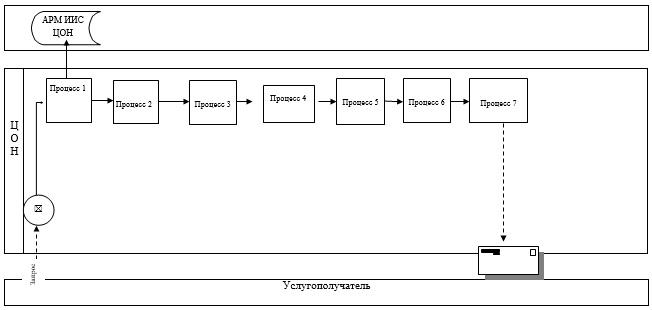 АРМ ИИС
ЦОН
Процесс 1
Процесс 2
Процесс 3
Процесс 4
Процесс 5
Процесс 6
Процесс 7
Ц
О
Н
Запрос
Услугополучатель